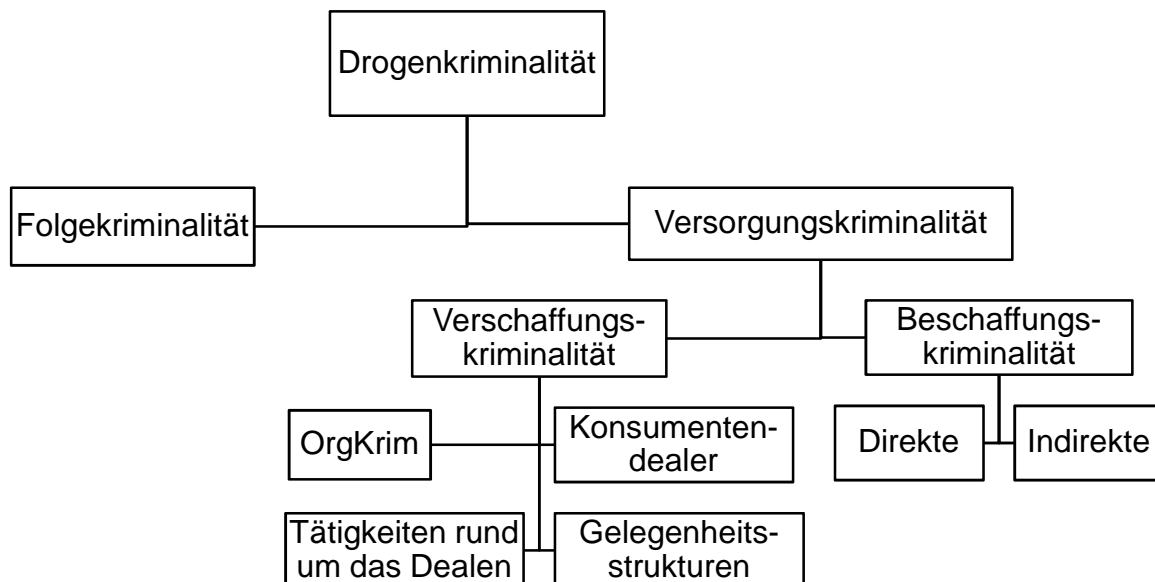 Drogenkriminalität
Folgekriminalität
Versorgungskriminalität
Verschaffungs-
kriminalität
Beschaffungs-
kriminalität
OrgKrim
Konsumenten-
dealer
Direkte
Indirekte
Tätigkeiten rund
um das Dealen
Gelegenheits-
strukturen